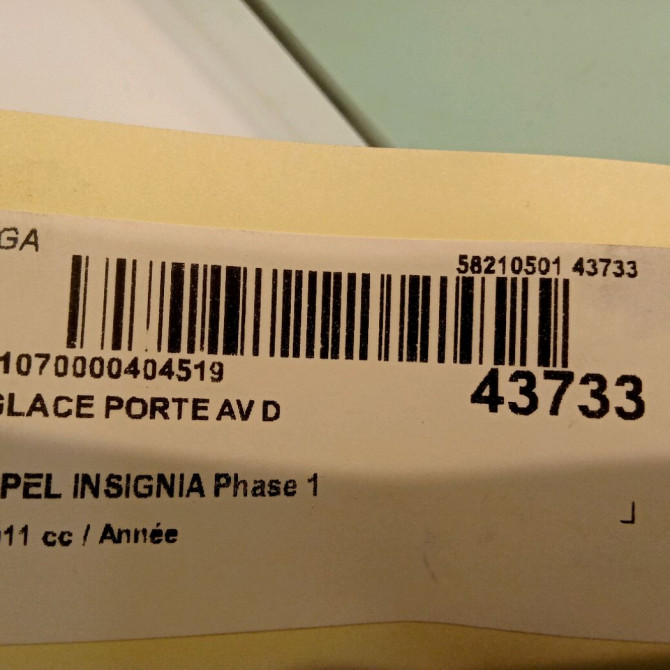 GA
58210501 43733
1070000404519
43733
GLACE PORTE AV D
PEL INSIGNIA Phase 1
11 cc / Année